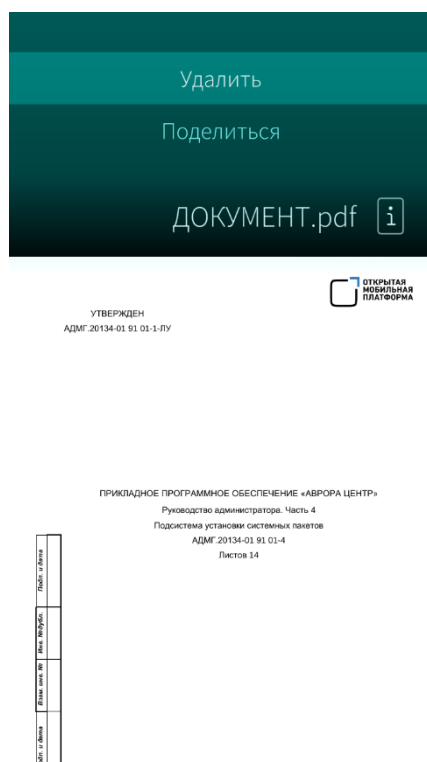 Удалить
Поделиться
ДОКУМЕНТ.pdf
ОТКРЫТАЯ
МОБИЛЬНАЯ
ПЛАТФОРМА
УТВЕРЖДЕН
АДМГ.20134-01 91 01-1-ЛУ
ПРИКЛАДНОЕ ПРОГРАММНОЕ ОБЕСПЕЧЕНИЕ «АВРОРА ЦЕНТР»
Руководство администратора. Часть 4
Подсистема установки системных пакетов
АДМГ.20134-01 91 01-4
Листов 14
Подп. и дата
Инв. №дубл.
Взам. инв. №
и дата